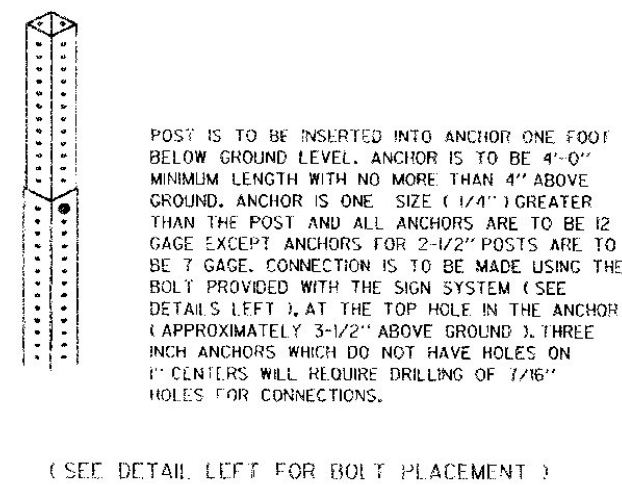 POST IS TO BE INSERTED INTO ANCHOR ONE FOOT
BELOW GROUND LEVEL. ANCHOR IS TO BE 4'-0"
MINIMUM LENGTH WITH NO MORE THAN 4" ABOVE
GROUND. ANCHOR IS ONE SIZE ( 1/4" ) GREATER
THAN THE POST AND ALL ANCHORS ARE TO BE 12
GAGE EXCEPT ANCHORS FOR 2-1/2" POSTS ARE TO
BE 7 GAGE. CONNECTION IS TO BE MADE USING THE
BOLT PROVIDED WITH THE SIGN SYSTEM ( SEE
DETAILS LEFT ), AT THE TOP HOLE IN THE ANCHOR
( APPROXIMATELY 3-1/2" ABOVE GROUND ). THREE
INCH ANCHORS WHICH DO NOT HAVE HOLES ON
1" CENTERS WILL REQUIRE DRILLING OF 7/16"
HOLES FOR CONNECTIONS.
( SEE DETAIL LEFT FOR BOLT PLACEMENT )